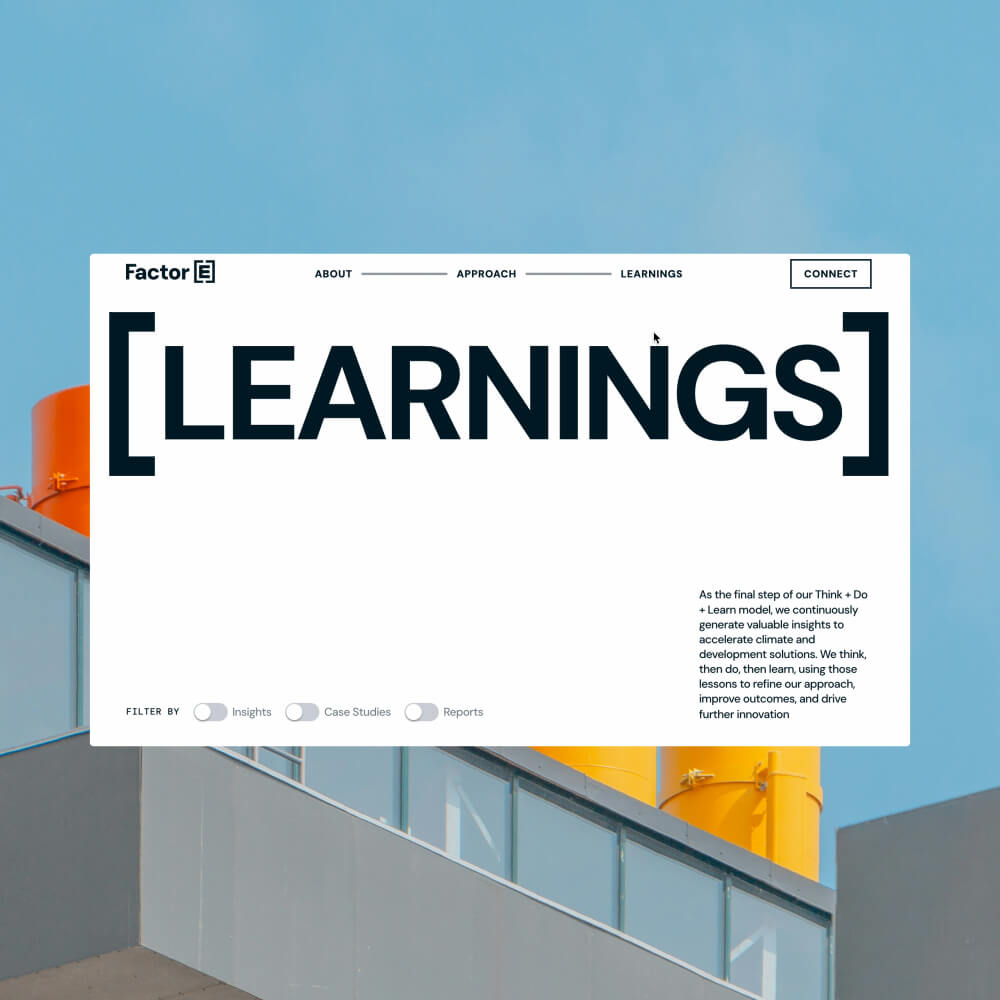 Factor [E]
ABOUT
APPROACH
LEARNINGS
CONNECT
[LEARNINGS]
As the final step of our Think + Do
+ Learn model, we continuously
generate valuable insights to
accelerate climate and
development solutions. We think,
then do, then learn, using those
lessons to refine our approach,
improve outcomes, and drive
further innovation
FILTER BY
Insights
Case Studies
Reports